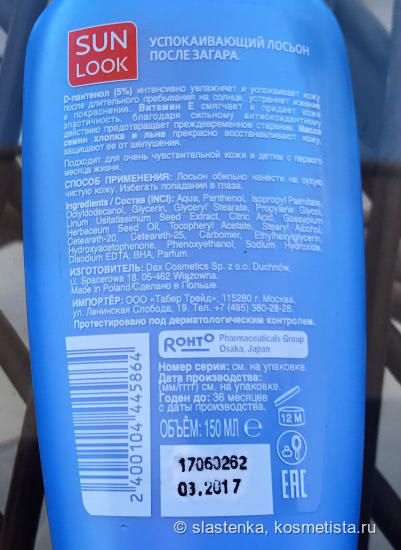 SUN
LOOK
УСПОКАИВАЮЩИЙ ЛОСЬОН
ПОСЛЕ ЗАГАРА.
D-пантенол (5%) интенсивно увлажняет и успокаивает кожу
после длительного пребывания на солнце, устраняет жжение
и покраснения. Витамин Е смягчает и придает коже
эластичность, благодаря сильному антиоксидантному
действию предотвращает преждевременное старение. Масла
семян хлопка и льна прекрасно восстанавливают кожу,
защищают ее от шелушения.
Подходит для очень чувствительной кожи и детям с первого
месяца жизни.
СПОСОБ ПРИМЕНЕНИЯ: Лосьон обильно нанести на сухую
чистую кожу. Избегать попадания в глаза.
Ingredients / Состав (INCI): Aqua, Panthenol, Isopropyl Palmitate,
Octyldodecanol, Glycerin, Glyceryl Stearate, Propylene Glycol,
Linum Usitatissimum Seed Extract, Citric Acid, Gossypium
Herbaceum Seed Oil, Tocopheryl Acetate, Stearyl Alcohol,
Ceteareth-20, Ceteareth-25, Carbomer, Ethylhexylglycerin,
Hydroxyacetophenone, Phenoxyethanol, Sodium Hydroxide,
Disodium EDTA, BHA, Parfum.
ИЗГОТОВИТЕЛЬ: Dax Cosmetics Sp. z o.o. Duchnów,
ul. Spacerowa 18, 05-462 Wiązowna.
Made in Poland/Сделано в Польше.
ИМПОРТЁР: ООО «Табер Трейд», 115280 г. Москва,
ул. Ленинская Слобода, 19. Тел. +7 (495) 380-28-28.
Протестировано под дерматологическим контролем.
ROHTO Pharmaceuticals Group
Osaka, Japan
Номер серии: см. на упаковке.
Дата производства:
(мм/гггг) см. на упаковке.
Годен до: 36 месяцев
с даты производства.
12 M
ОБЪЁМ: 150 МЛ e
2 400104 445864
17060262
03.2017
EAC
© slastenka, kosmetista.ru